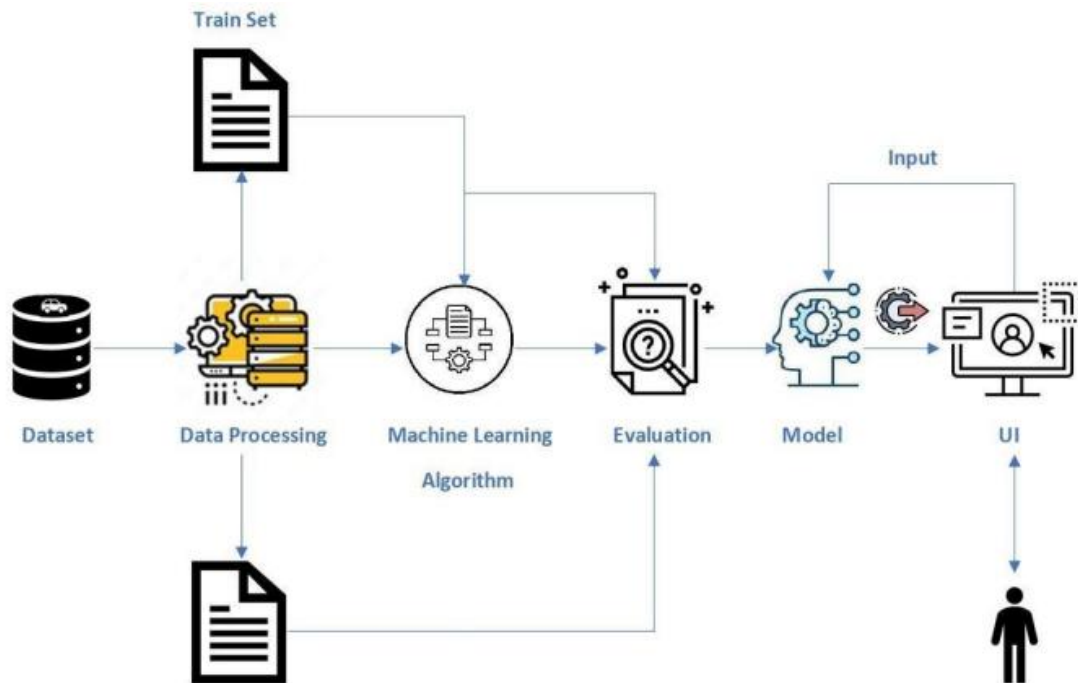 Train Set
Input
Dataset
Data Processing
Machine Learning
Algorithm
Evaluation
Model
UI
?